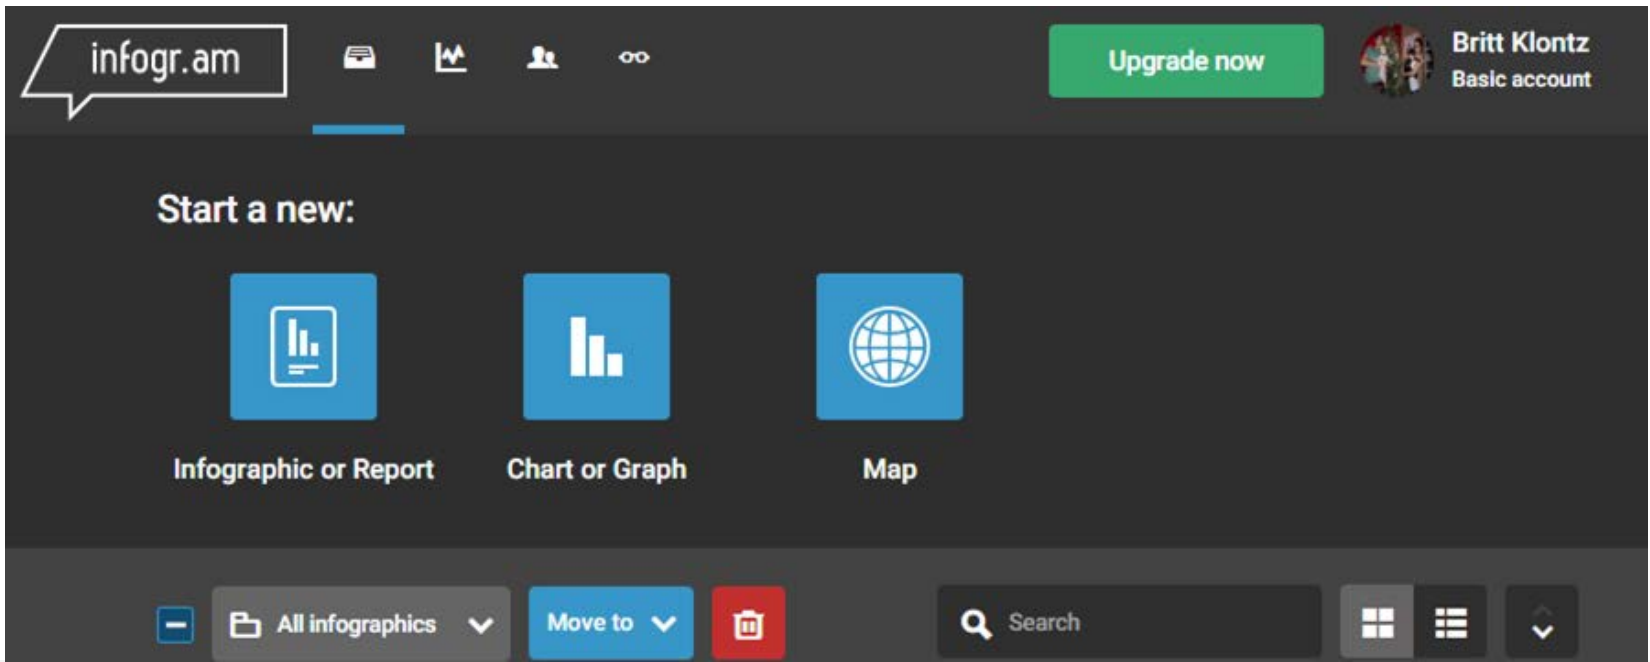 infogr.am
Upgrade now
Britt Klontz
Basic account
Start a new:
Infographic or Report
Chart or Graph
Map
All infographics
Move to
Search